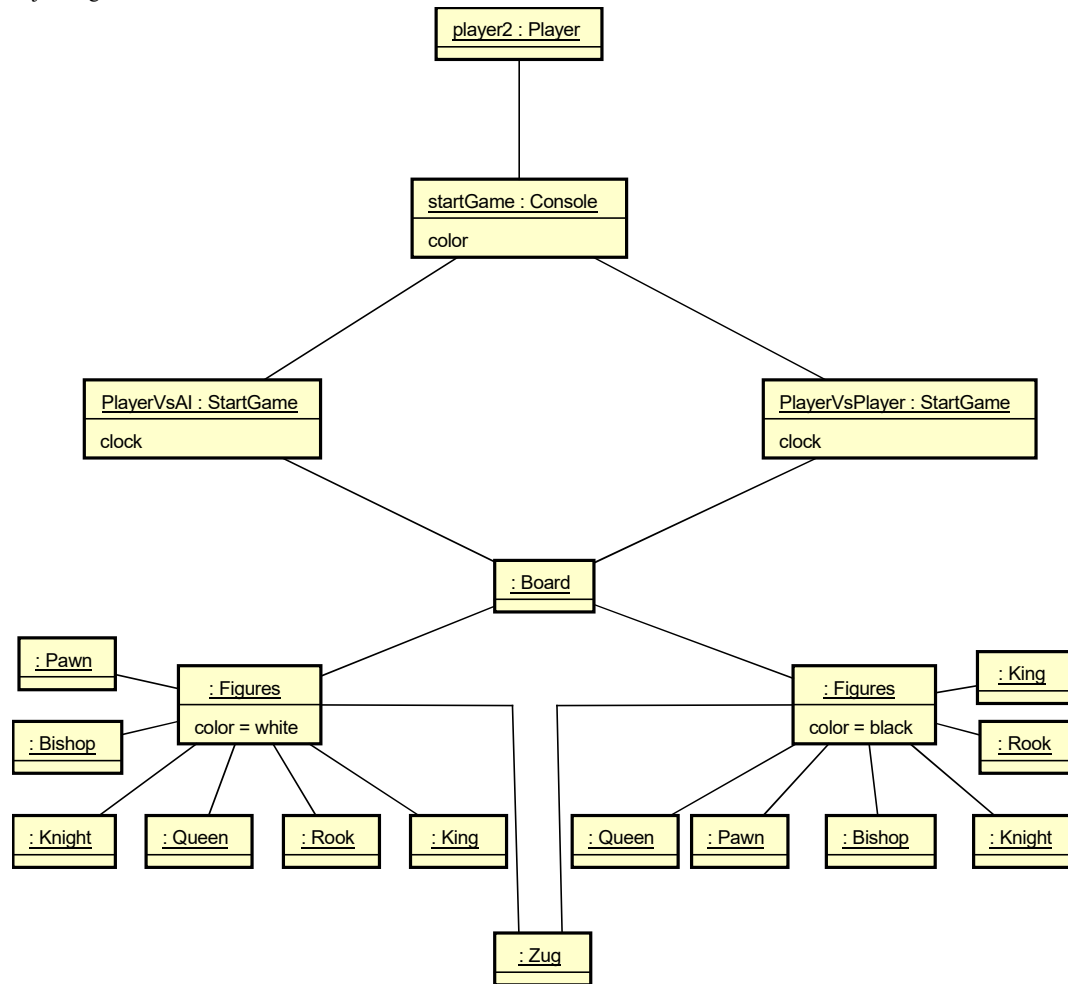 player2 : Player
startGame : Console
color
PlayerVsAI : StartGame
clock
PlayerVsPlayer : StartGame
clock
: Board
: Pawn
: Figures
color = white
: Bishop
: Knight
: Queen
: Rook
: King
: Figures
color = black
: King
: Rook
: Queen
: Pawn
: Bishop
: Knight
: Zug